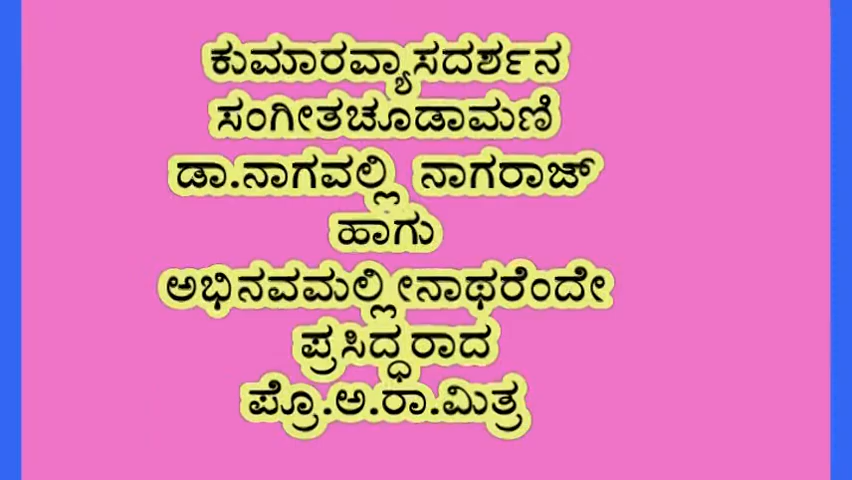 ಕುಮಾರವ್ಯಾಸದರ್ಶನ
ಸಂಗೀತಚೂಡಾಮಣಿ
ಡಾ.ನಾಗವಲ್ಲಿ ನಾಗರಾಜ್
ಹಾಗು
ಅಭಿನವಮಲ್ಲೀನಾಥರೆಂದೇ
ಪ್ರಸಿದ್ಧರಾದ
ಪ್ರೊ.ಅ.ರಾ.ಮಿತ್ರ